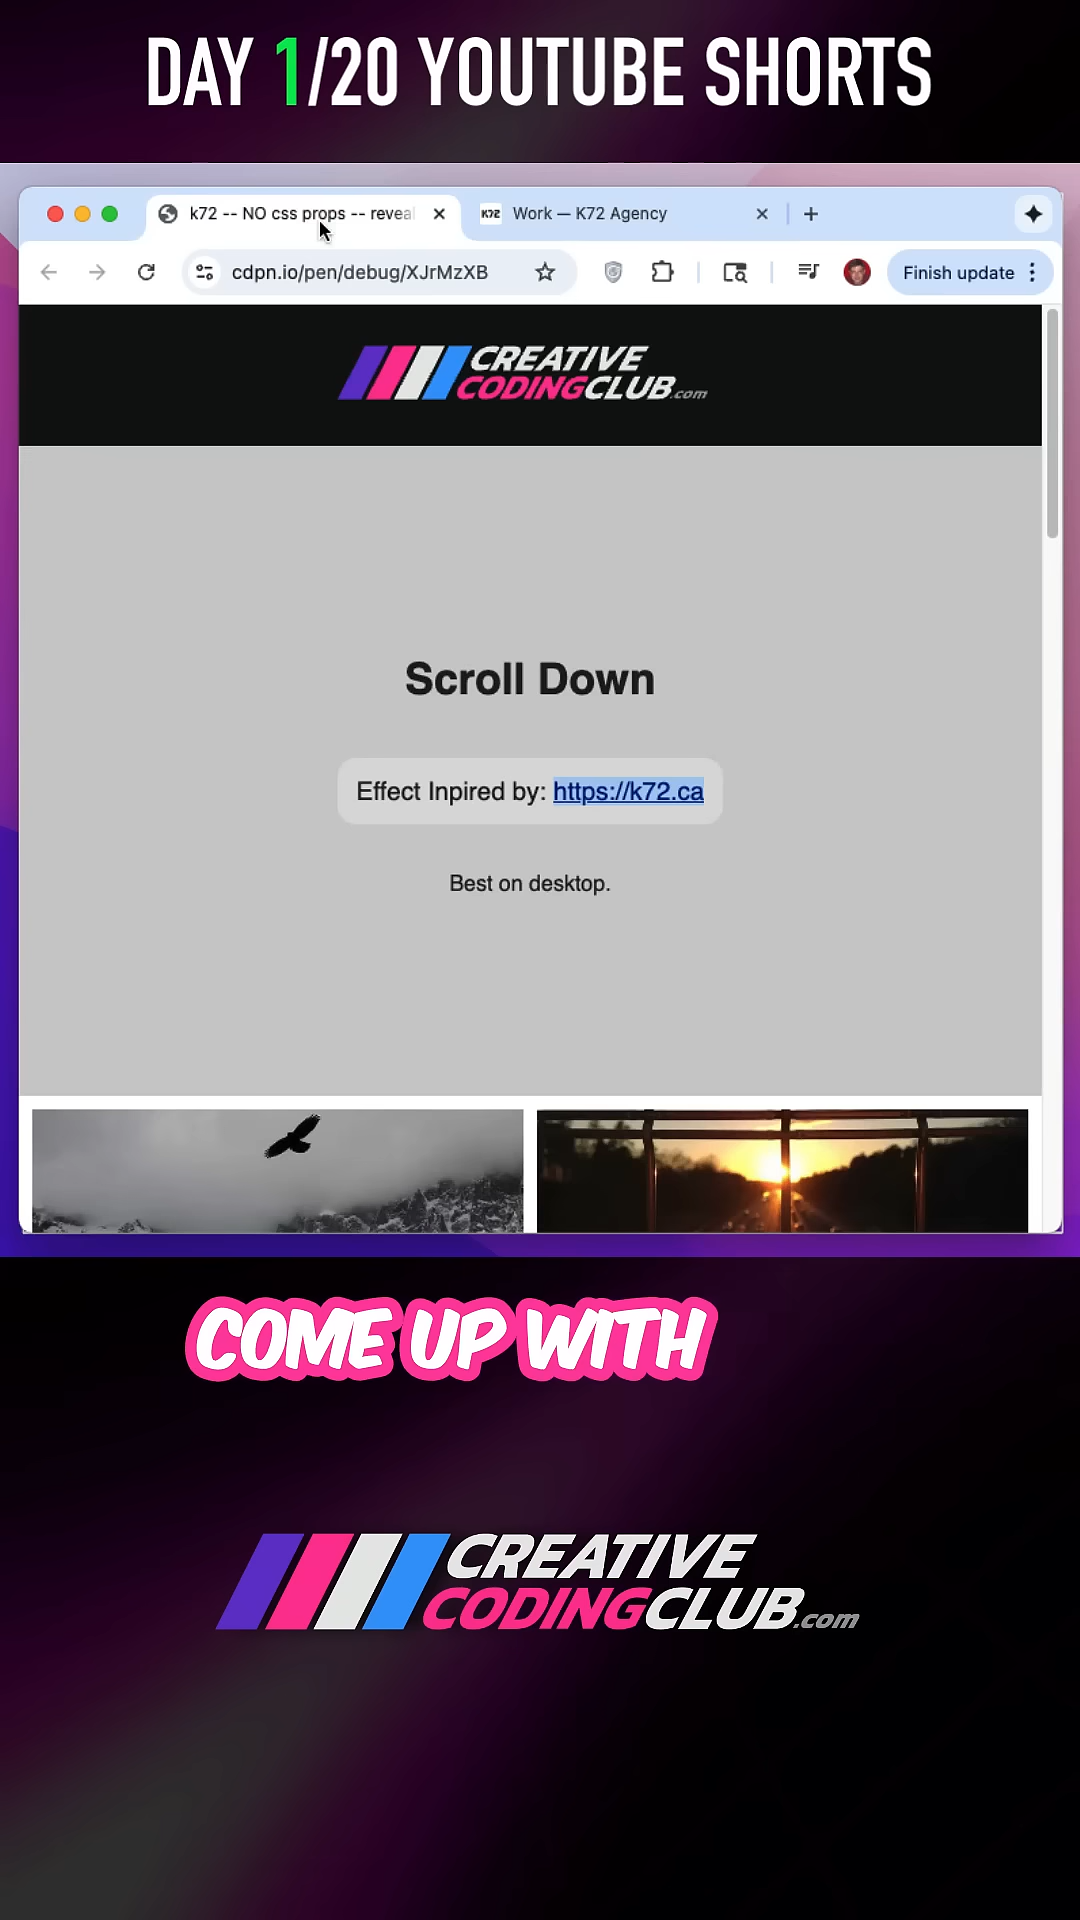 DAY 1/20 YOUTUBE SHORTS
k72 -- NO css props -- reveal
K72 Work — K72 Agency
cdpn.io/pen/debug/XJrMzXB
Finish update
CREATIVE
CODINGCLUB.com
Scroll Down
Effect Inpired by: https://k72.ca
Best on desktop.
COME UP WITH
CREATIVE
CODINGCLUB.com